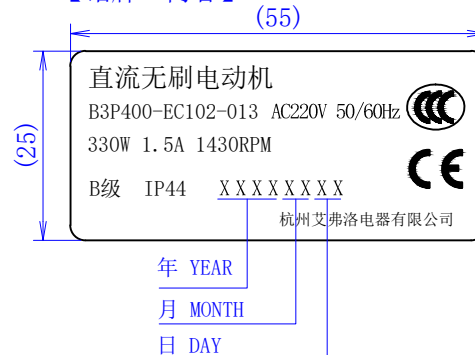 (55)
(25)
直流无刷电动机
B3P400-EC102-013 AC220V 50/60Hz
330W 1.5A 1430RPM
B级 IP44 XXXXXXXX
杭州艾弗洛电器有限公司
年 YEAR
月 MONTH
日 DAY